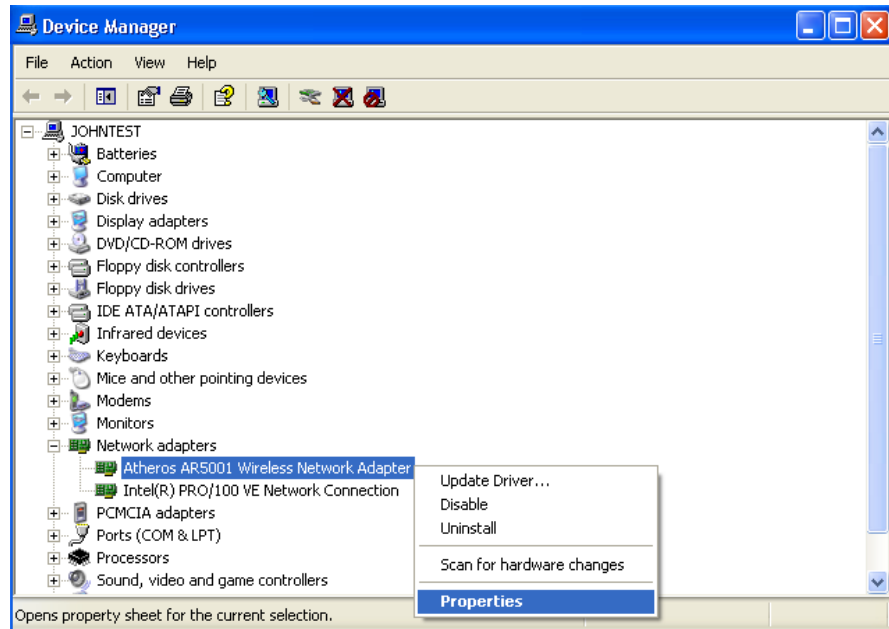 Device Manager
File Action View Help
JOHNTEST
Batteries
Computer
Disk drives
Display adapters
DVD/CD-ROM drives
Floppy disk controllers
Floppy disk drives
IDE ATA/ATAPI controllers
Infrared devices
Keyboards
Mice and other pointing devices
Modems
Monitors
Network adapters
Atheros AR5001 Wireless Network Adapter
Intel(R) PRO/100 VE Network Connection
PCMCIA adapters
Ports (COM & LPT)
Processors
Sound, video and game controllers
Update Driver...
Disable
Uninstall
Scan for hardware changes
Properties
Opens property sheet for the current selection.